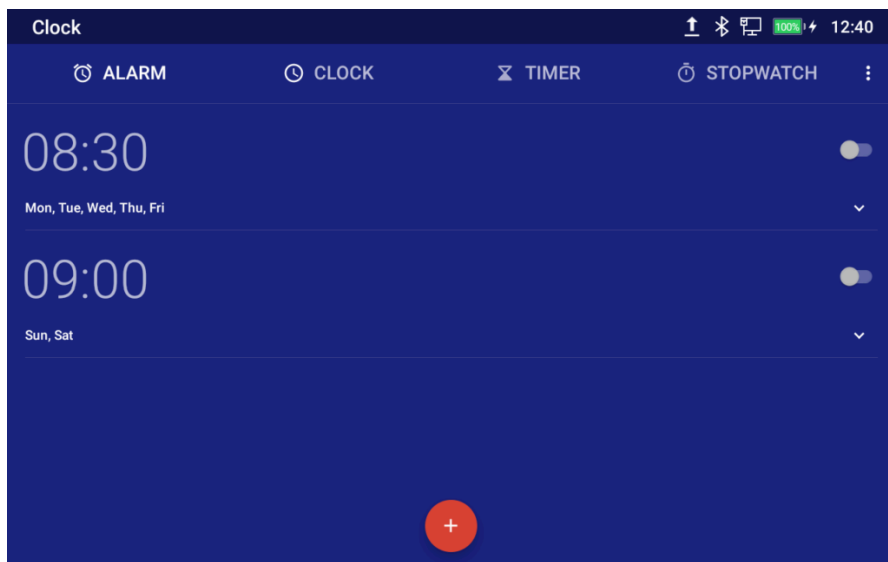 Clock 100% 12:40
ALARM CLOCK TIMER STOPWATCH
08:30
Mon, Tue, Wed, Thu, Fri
09:00
Sun, Sat
+